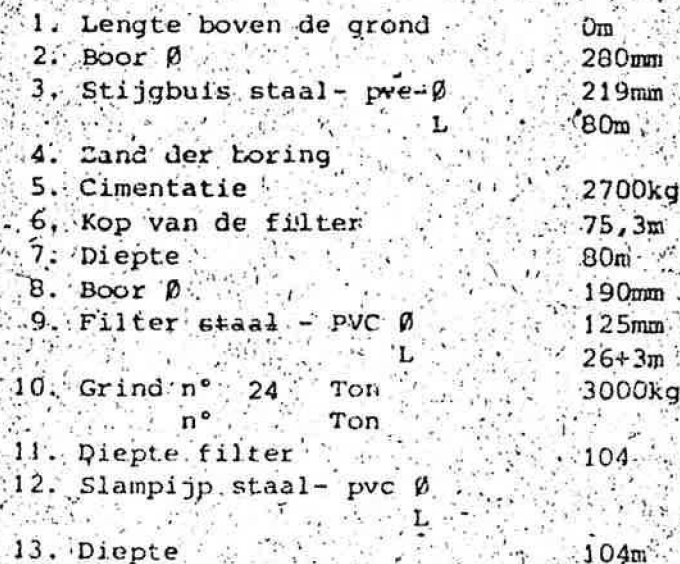 1. Lengte boven de grond 0m
2. Boor Ø 280mm
3. Stijgbuis staal- pvc Ø 219mm
L 80m
4. Zand der boring
5. Cimentatie 2700kg
6. Kop van de filter 75,3m
7. Diepte 80m
8. Boor Ø 190mm
9. Filter staal - PVC Ø 125mm
L 26+3m
10. Grind n° 24 Ton 3000kg
n° Ton
11. Diepte filter 104
12. Slampijp staal- pvc Ø
L
13. Diepte 104m